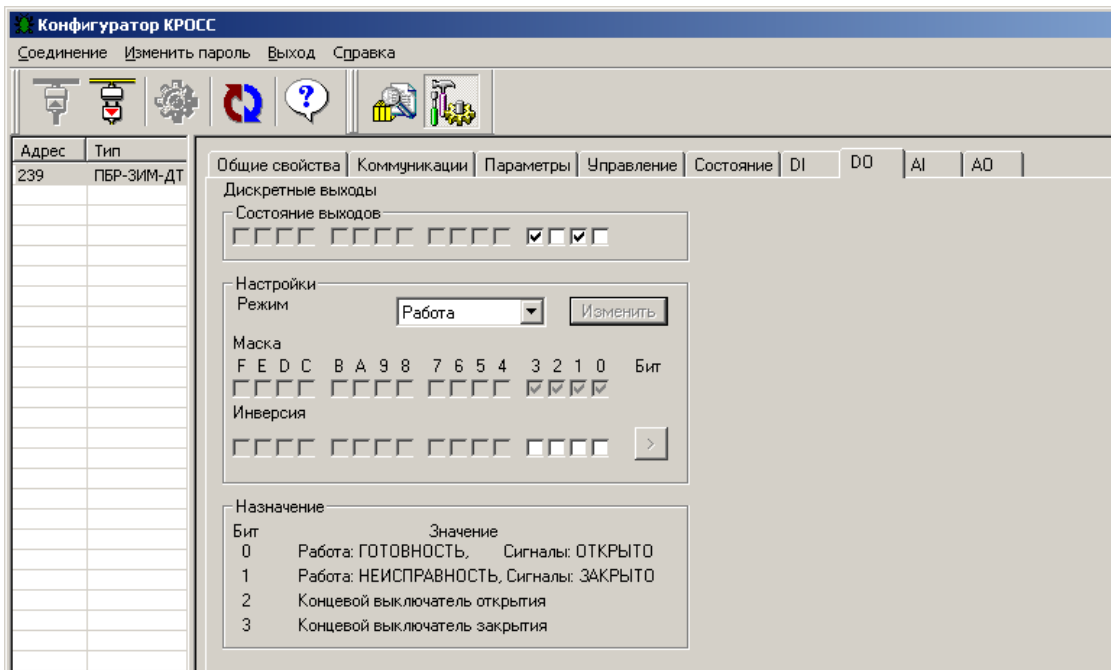 Конфигуратор КРОСС
Соединение Изменить пароль Выход Справка
Адрес Тип
239 ПБР-ЗИМ-ДТ
Общие свойства Коммуникации Параметры Управление Состояние DI DO AI AO
Дискретные выходы
Состояние выходов
Настройки
Режим Работа Изменить
Маска
F E D C B A 9 8 7 6 5 4 3 2 1 0 Бит
Инверсия
>
Назначение
Бит Значение
0 Работа: ГОТОВНОСТЬ, Сигналы: ОТКРЫТО
1 Работа: НЕИСПРАВНОСТЬ, Сигналы: ЗАКРЫТО
2 Концевой выключатель открытия
3 Концевой выключатель закрытия